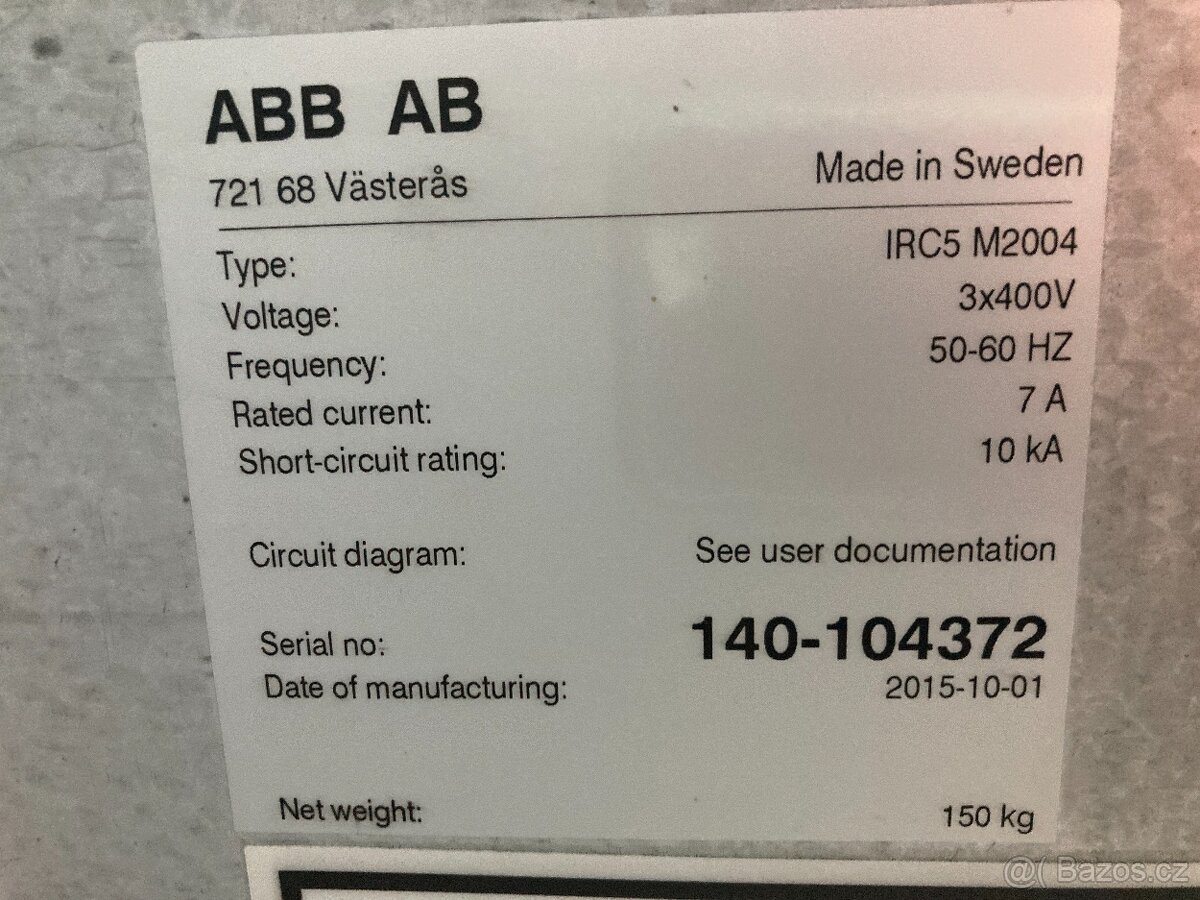 ABB AB
721 68 Västerås
Made in Sweden
Type: IRC5 M2004
Voltage: 3x400V
Frequency: 50-60 HZ
Rated current: 7 A
Short-circuit rating: 10 kA
Circuit diagram: See user documentation
Serial no: 140-104372
Date of manufacturing: 2015-10-01
Net weight: 150 kg
@( Bazos.cz